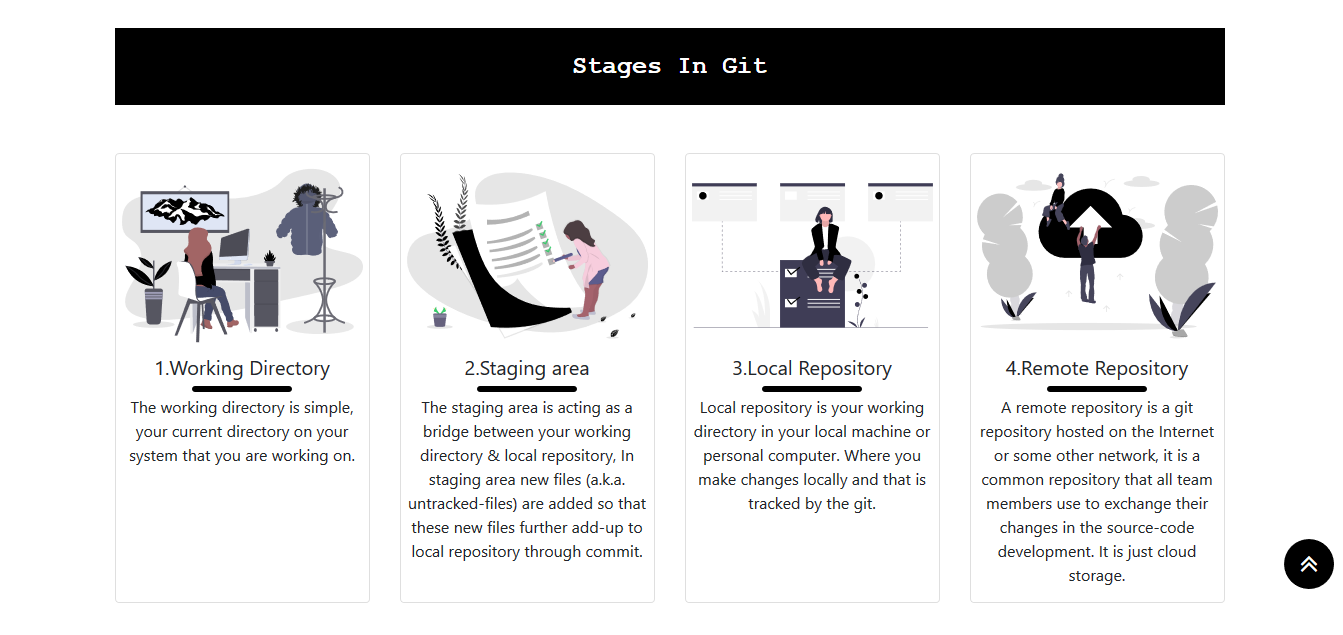 Stages In Git
1.Working Directory
The working directory is simple,
your current directory on your
system that you are working on.
2.Staging area
The staging area is acting as a
bridge between your working
directory & local repository, In
staging area new files (a.k.a.
untracked-files) are added so that
these new files further add-up to
local repository through commit.
3.Local Repository
Local repository is your working
directory in your local machine or
personal computer. Where you
make changes locally and that is
tracked by the git.
4.Remote Repository
A remote repository is a git
repository hosted on the Internet
or some other network, it is a
common repository that all team
members use to exchange their
changes in the source-code
development. It is just cloud
storage.